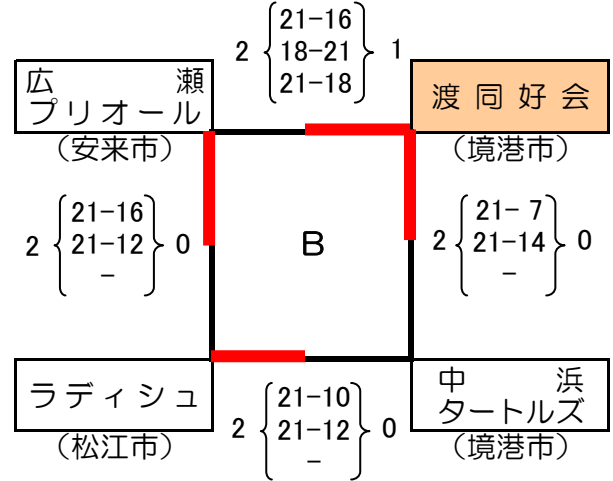 21-16
2 18-21 1
21-18
広瀬
プリオール
(安来市)
渡同好会
(境港市)
21-16
2 21-12 0
-
B
21- 7
2 21-14 0
-
ラディシュ
(松江市)
21-10
2 21-12 0
-
中浜
タートルズ
(境港市)